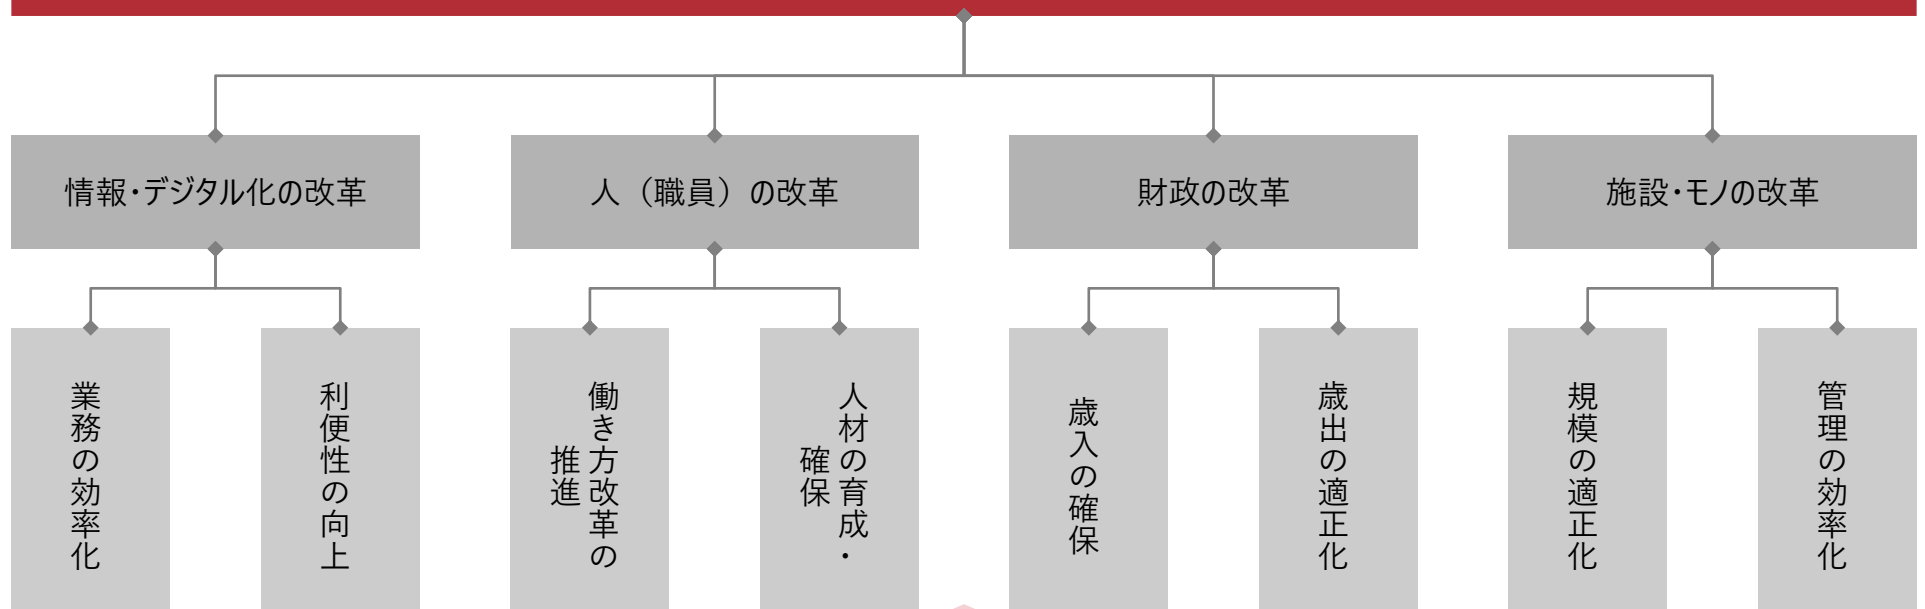 情報・デジタル化の改革
人（職員）の改革
財政の改革
施設・モノの改革
業務の効率化
利便性の向上
働き方改革の
推進
人材の育成・
確保
歳入の確保
歳出の適正化
規模の適正化
管理の効率化